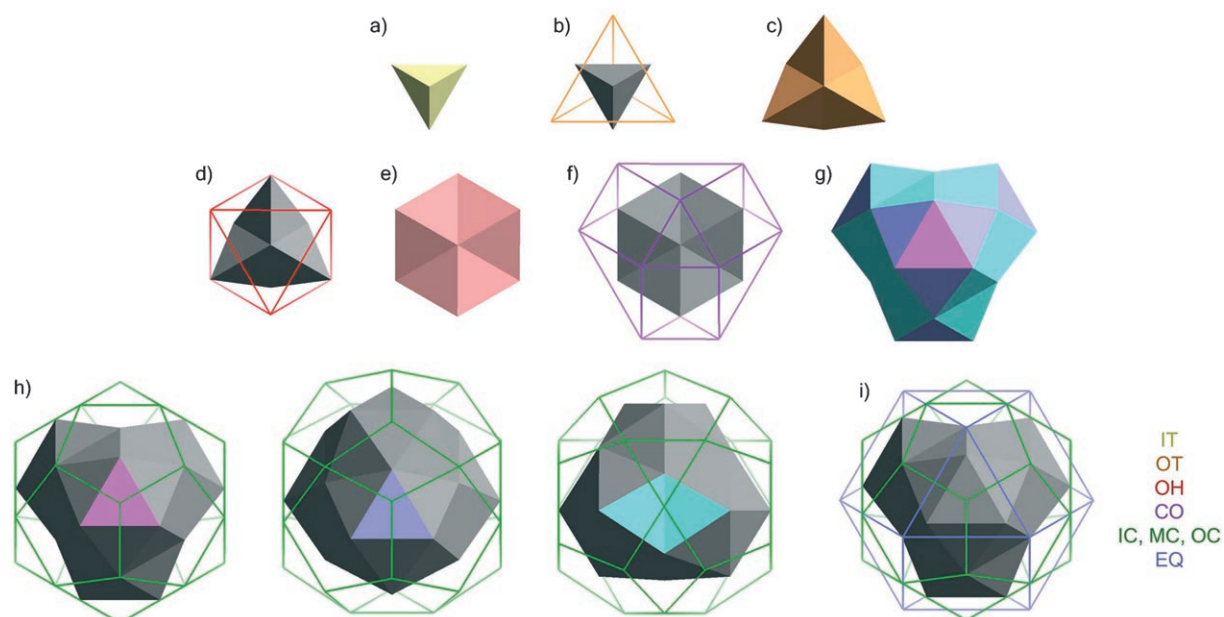 a)
b)
c)
d)
e)
f)
g)
h)
i)
IT
OT
OH
CO
IC, MC, OC
EQ